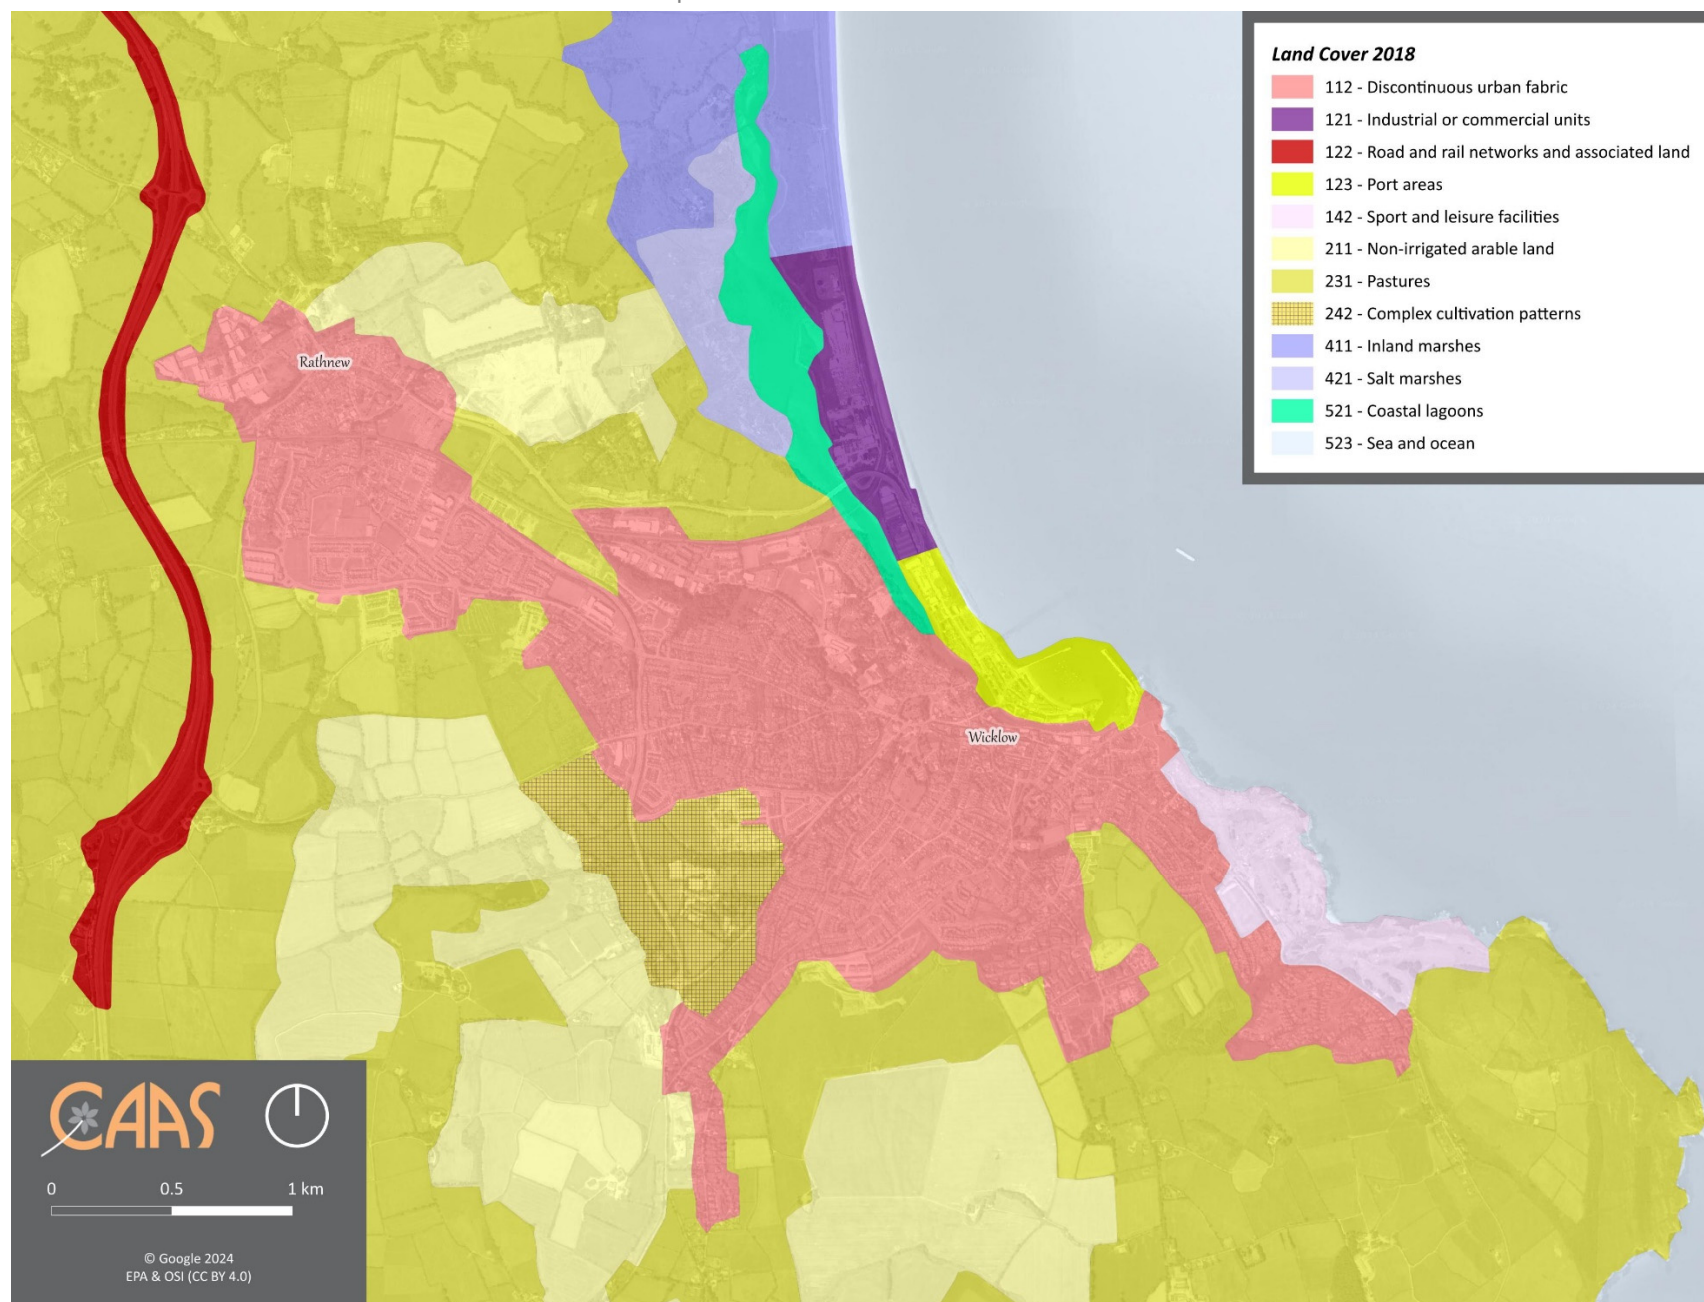 Land Cover 2018
112 - Discontinuous urban fabric
121 - Industrial or commercial units
122 - Road and rail networks and associated land
123 - Port areas
142 - Sport and leisure facilities
211 - Non-irrigated arable land
231 - Pastures
242 - Complex cultivation patterns
411 - Inland marshes
421 - Salt marshes
521 - Coastal lagoons
523 - Sea and ocean
Rathnew
Wicklow
CAAS
0 0.5 1 km
© Google 2024
EPA & OSI (CC BY 4.0)